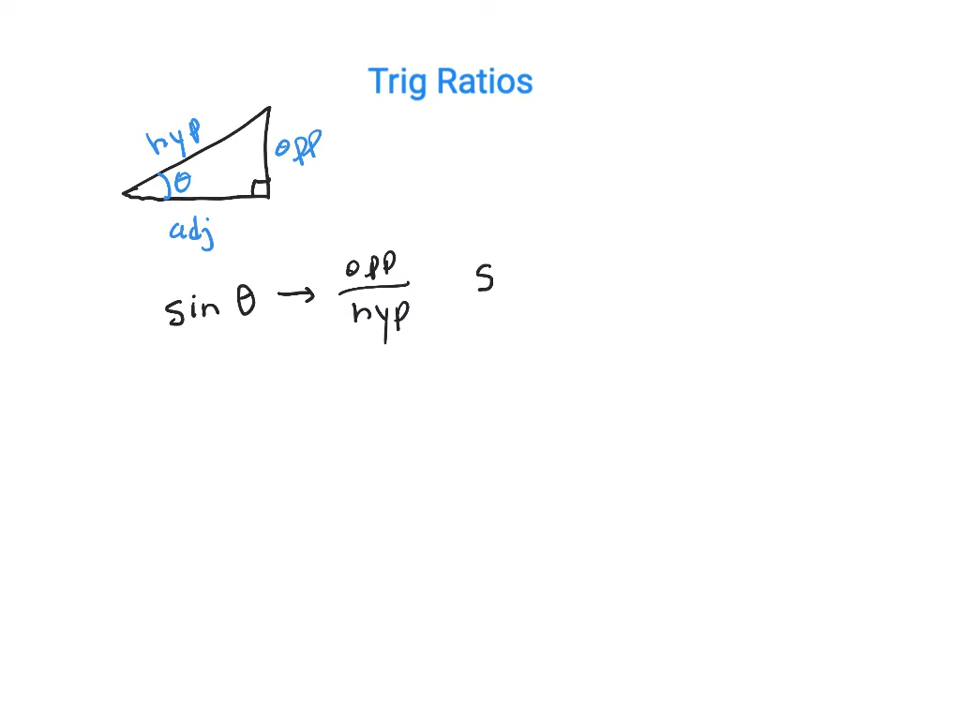 Trig Ratios
hyp
opp
θ
adj
sin θ → opp/hyp S